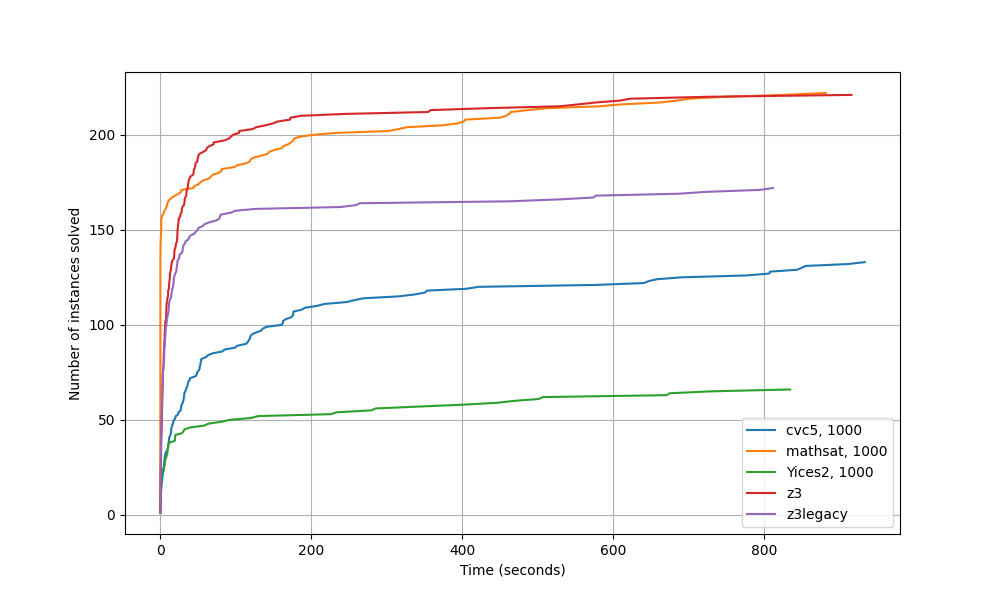 200
150
100
50
0
Number of instances solved
0 200 400 600 800
Time (seconds)
cvc5, 1000
mathsat, 1000
Yices2, 1000
z3
z3legacy